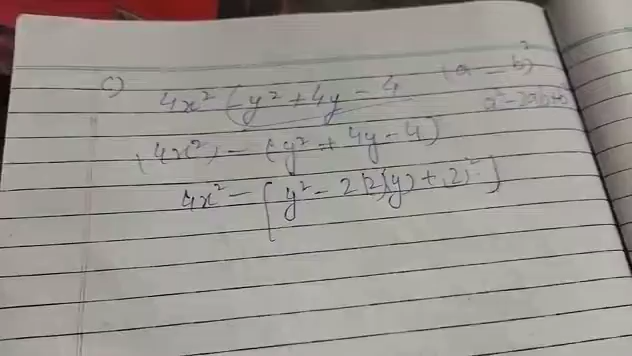 c) 4x² (y² + 4y - 4 (a - b)²
(4x²) - (y² + 4y - 4) a² - 2ab + b²
4x² - [y² - 2(2)(y) + (2)²]